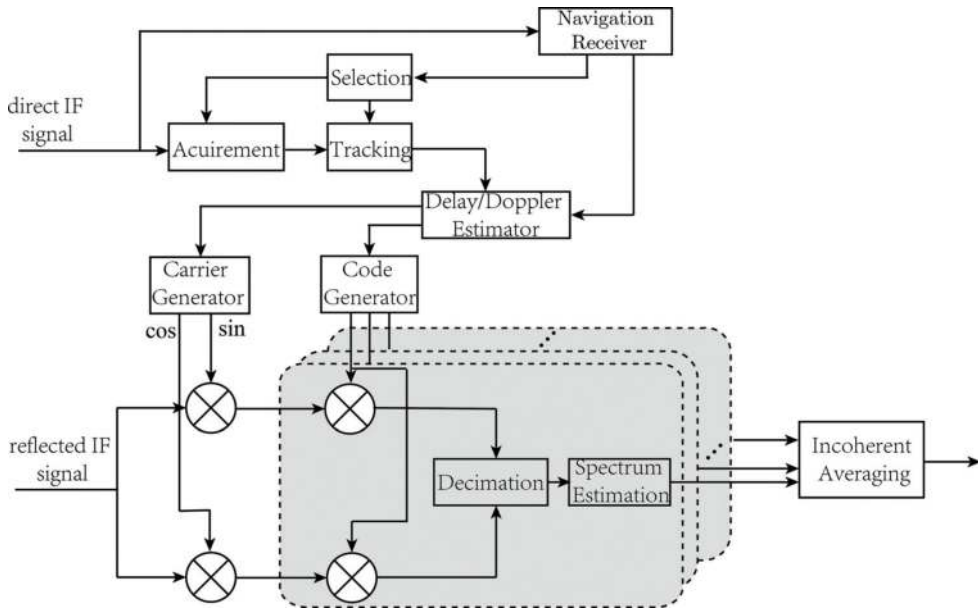 Navigation
Receiver
Selection
direct IF
signal
Acuirement
Tracking
Delay/Doppler
Estimator
Carrier
Generator
Code
Generator
cos
sin
reflected IF
signal
Decimation
Spectrum
Estimation
Incoherent
Averaging